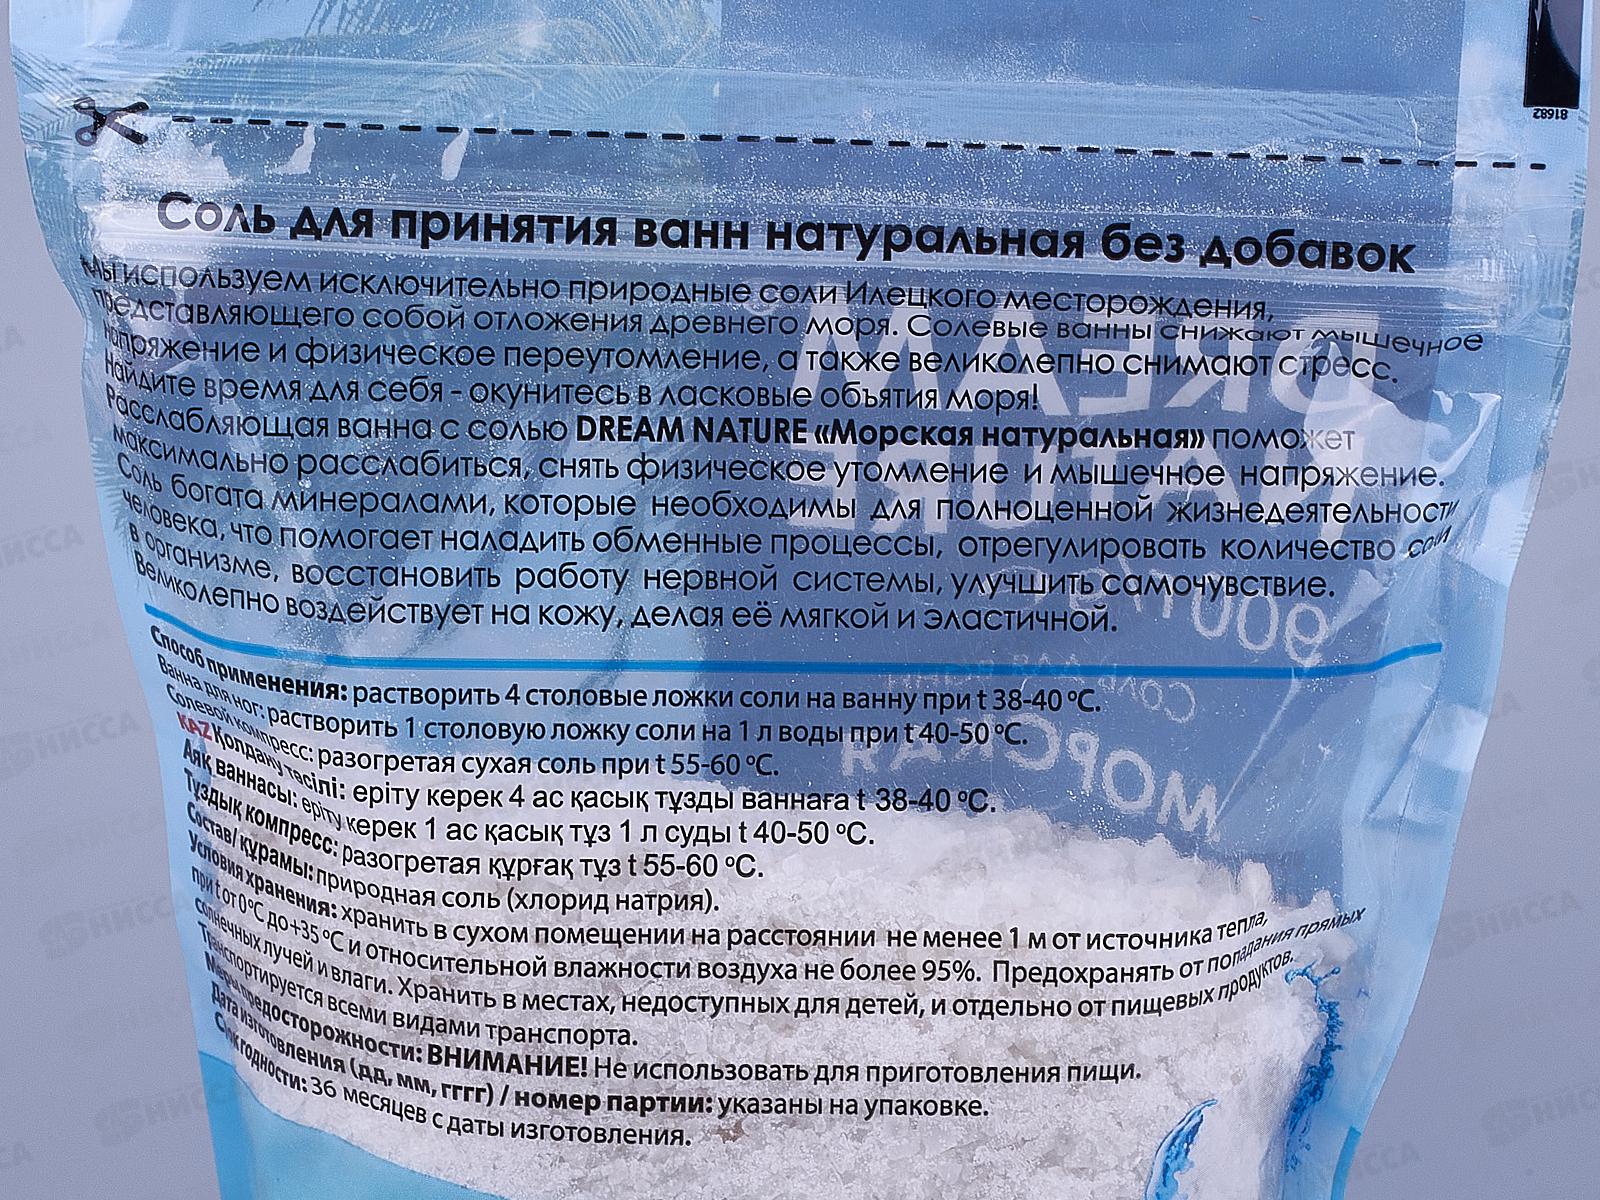 81682
Соль для принятия ванн натуральная без добавок
Мы используем исключительно природные соли Илецкого месторождения,
представляющего собой отложения древнего моря. Солевые ванны снижают мышечное
напряжение и физическое переутомление, а также великолепно снимают стресс.
Найдите время для себя - окунитесь в ласковые объятия моря!
Расслабляющая ванна с солью DREAM NATURE «Морская натуральная» поможет
максимально расслабиться, снять физическое утомление и мышечное напряжение.
Соль богата минералами, которые необходимы для полноценной жизнедеятельности
человека, что помогает наладить обменные процессы, отрегулировать количество соли
в организме, восстановить работу нервной системы, улучшить самочувствие.
Великолепно воздействует на кожу, делая её мягкой и эластичной.
Способ применения: растворить 4 столовые ложки соли на ванну при t 38-40 °C.
Ванна для ног: растворить 1 столовую ложку соли на 1 л воды при t 40-50 °C.
Солевой компресс: разогретая сухая соль при t 55-60 °C.
KAZ Қолдану тәсілі: еріту керек 4 ас қасық тұзды ваннаға t 38-40 °C.
Аяқ ваннасы: еріту керек 1 ас қасық тұз 1 л суды t 40-50 °C.
Тұздық компресс: разогретая құрғақ тұз t 55-60 °C.
Состав/ құрамы: природная соль (хлорид натрия).
Условия хранения: хранить в сухом помещении на расстоянии не менее 1 м от источника тепла,
при t от 0°C до +35 °C и относительной влажности воздуха не более 95%. Предохранять от попадания прямых
солнечных лучей и влаги. Хранить в местах, недоступных для детей, и отдельно от пищевых продуктов.
Транспортируется всеми видами транспорта.
Меры предосторожности: ВНИМАНИЕ! Не использовать для приготовления пищи.
Дата изготовления (дд, мм, гггг) / номер партии: указаны на упаковке.
Срок годности: 36 месяцев с даты изготовления.
DREAM
NATURE
900
СОЛЬ ДЛЯ ВАНН
МОРСКАЯ
НИССА